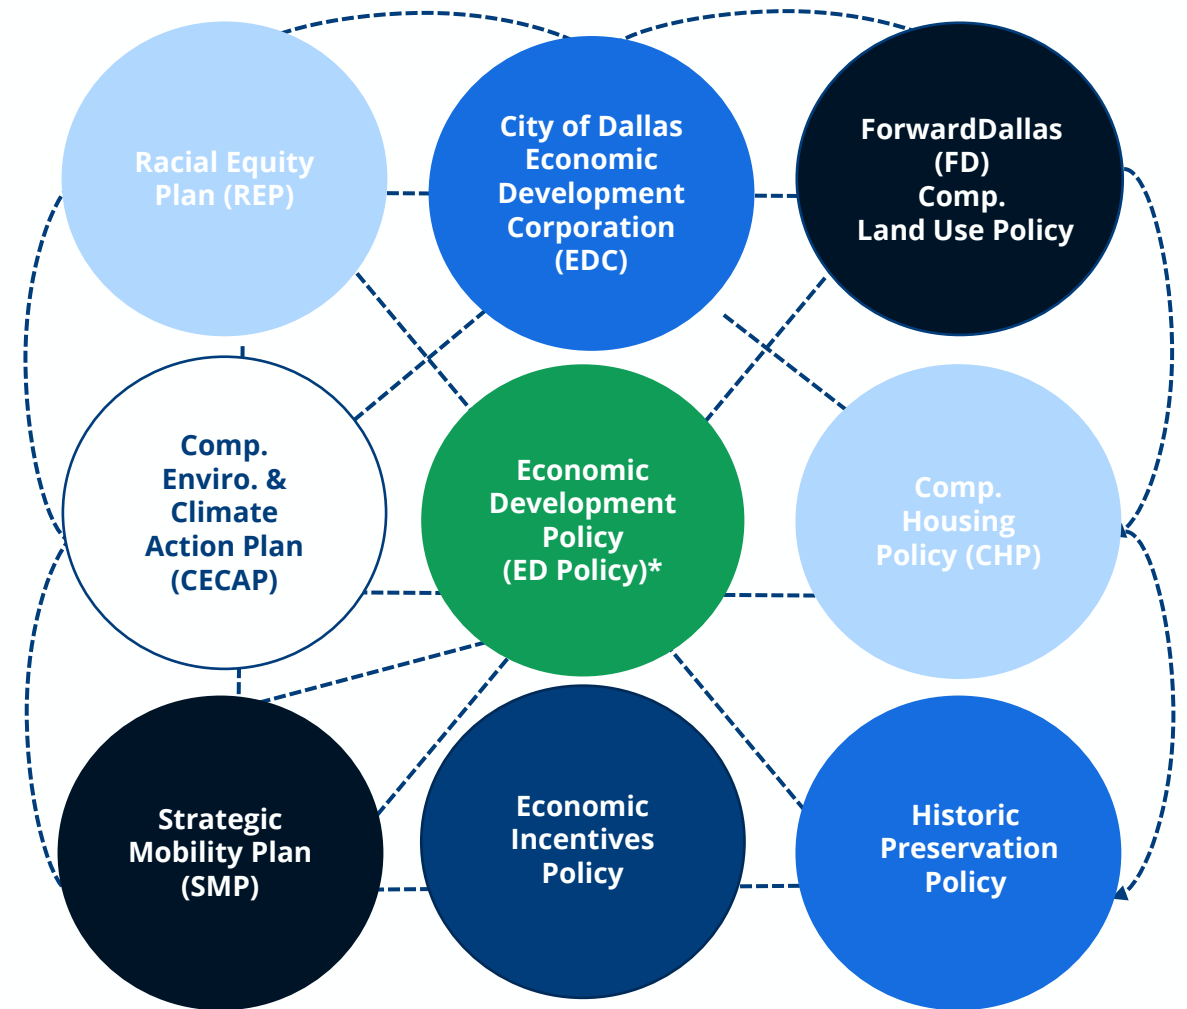 Racial Equity
Plan (REP)
City of Dallas
Economic
Development
Corporation
(EDC)
ForwardDallas
(FD)
Comp.
Land Use Policy
Comp.
Enviro. &
Climate
Action Plan
(CECAP)
Economic
Development
Policy
(ED Policy)*
Comp.
Housing
Policy (CHP)
Strategic
Mobility Plan
(SMP)
Economic
Incentives
Policy
Historic
Preservation
Policy